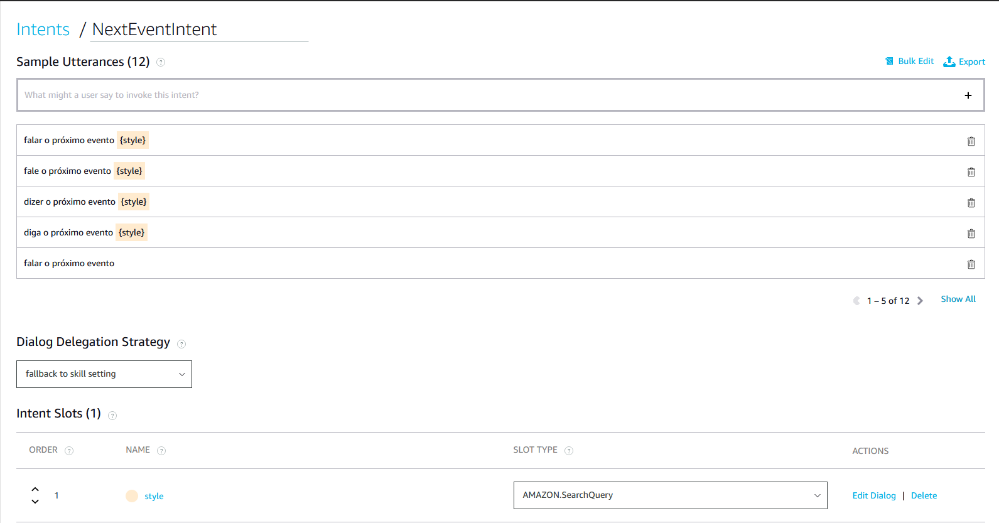 Intents / NextEventIntent
Sample Utterances (12) ?
Bulk Edit Export
What might a user say to invoke this intent? +
falar o próximo evento {style}
fale o próximo evento {style}
dizer o próximo evento {style}
diga o próximo evento {style}
falar o próximo evento
1 – 5 of 12 Show All
Dialog Delegation Strategy ?
fallback to skill setting
Intent Slots (1) ?
ORDER ? NAME ? SLOT TYPE ? ACTIONS
1 style AMAZON.SearchQuery Edit Dialog | Delete